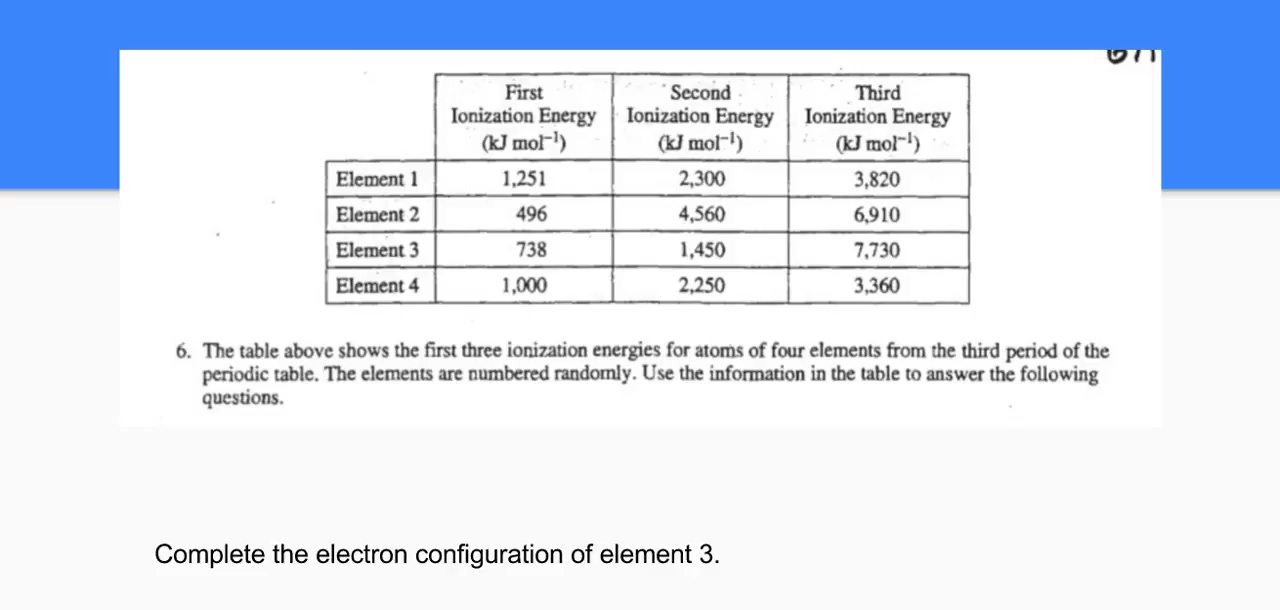 First Second Third
Ionization Energy Ionization Energy Ionization Energy
(kJ mol⁻¹) (kJ mol⁻¹) (kJ mol⁻¹)
Element 1 1,251 2,300 3,820
Element 2 496 4,560 6,910
Element 3 738 1,450 7,730
Element 4 1,000 2,250 3,360
6. The table above shows the first three ionization energies for atoms of four elements from the third period of the
periodic table. The elements are numbered randomly. Use the information in the table to answer the following
questions.
Complete the electron configuration of element 3.